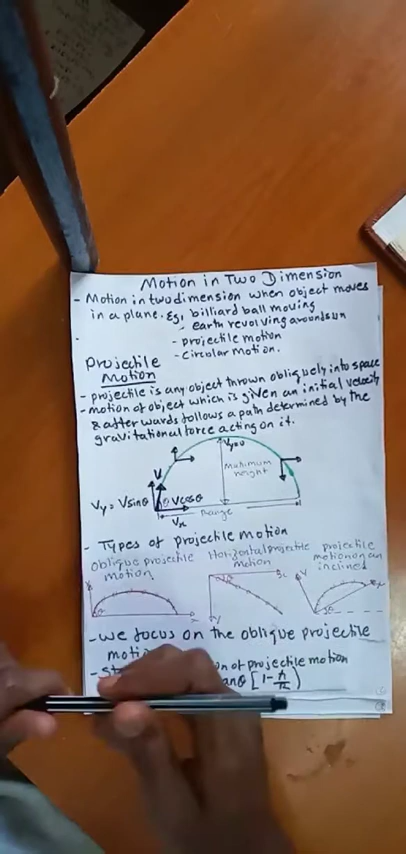 Motion in Two Dimension
- Motion in two dimension when object moves
in a plane. Eg, billiard ball moving
- earth revolving around sun
- projectile motion
- circular motion.
Projectile
Motion
- projectile is any object thrown obliquely into space
- motion of object which is given an initial velocity
& afterwards follows a path determined by the
gravitational force acting on it.
Vy=0
Maximum
height
V
Vy = Vsinθ
θ Vcosθ
Vx
Range
- Types of projectile motion
Oblique projectile
motion
Horizontal projectile
motion
projectile
motion on an
inclined
- we focus on the oblique projectile
of projectile motion